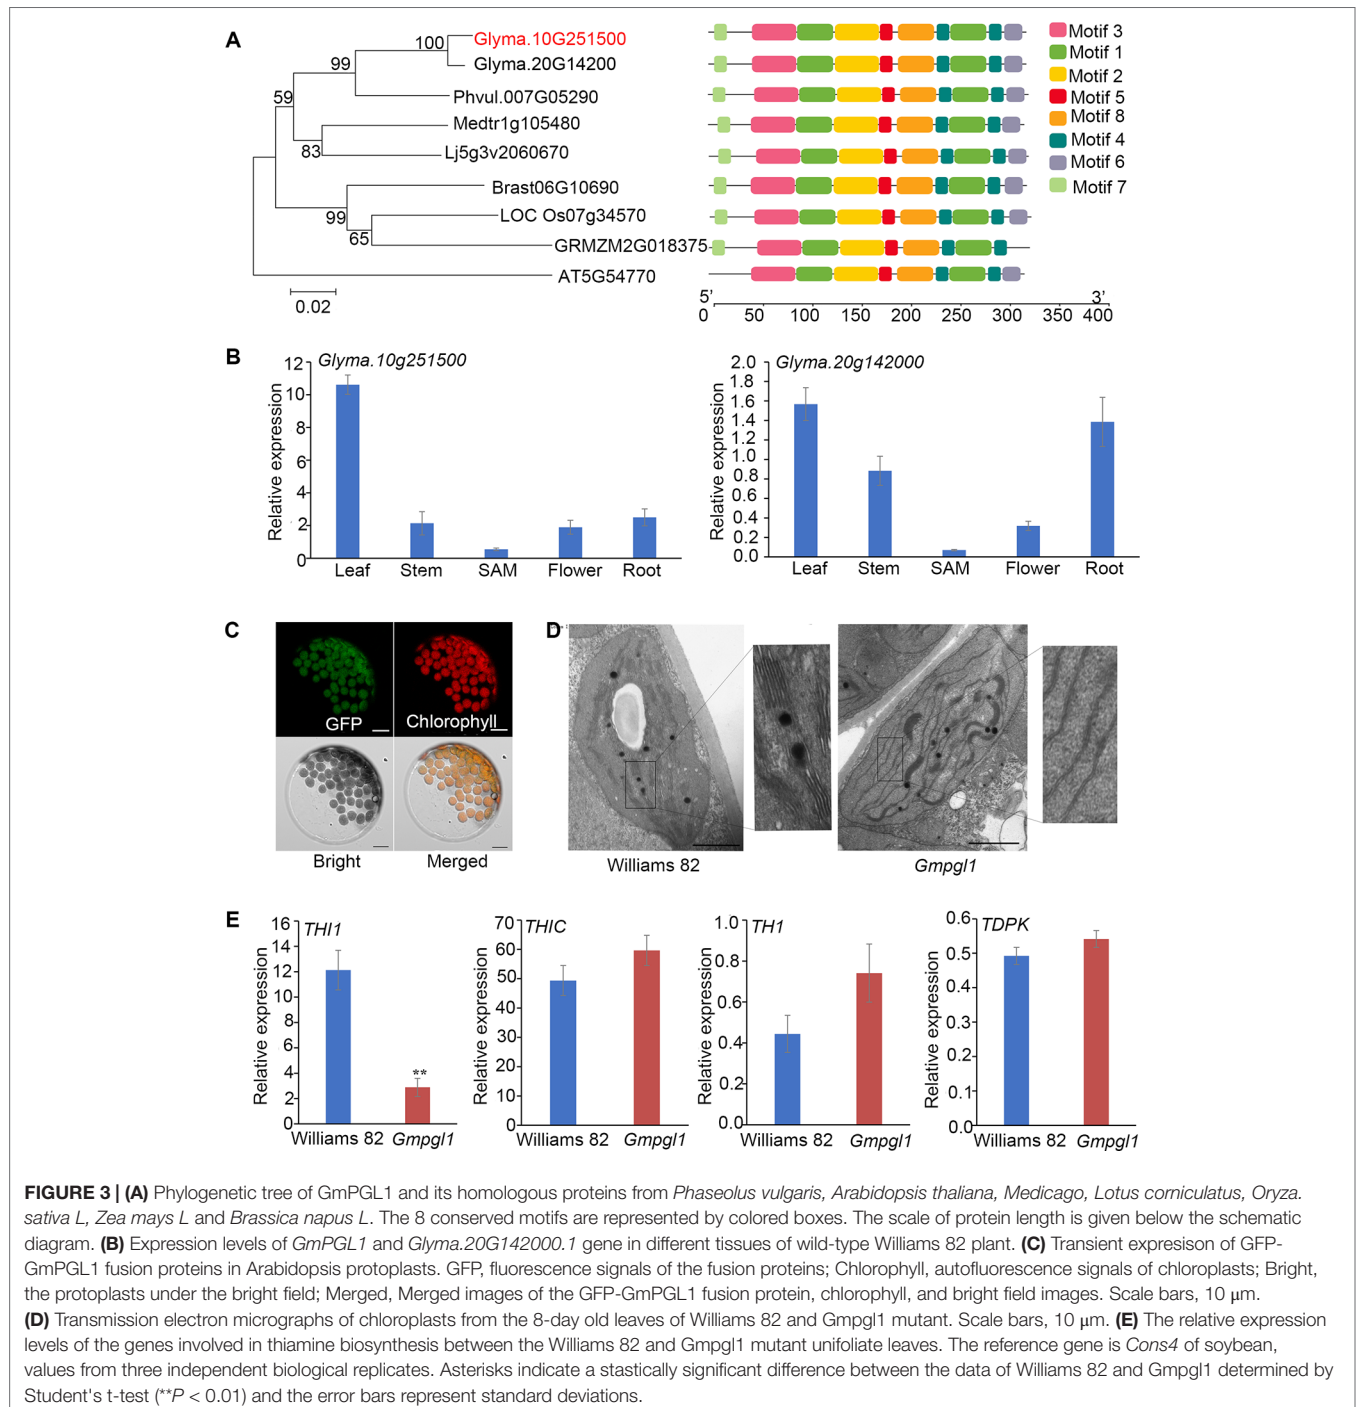 A
100
Glyma.10G251500
Glyma.20G14200
99
Phvul.007G05290
59
Medtr1g105480
83
Lj5g3v2060670
Brast06G10690
99
LOC Os07g34570
65
GRMZM2G018375
AT5G54770
0.02
Motif 3
Motif 1
Motif 2
Motif 5
Motif 8
Motif 4
Motif 6
Motif 7
5’ 3’
0 50 100 150 200 250 300 350 400
B
Glyma.10g251500
Relative expression
12
10
8
6
4
2
0
Leaf Stem SAM Flower Root
Glyma.20g142000
Relative expression
2.0
1.8
1.6
1.4
1.2
1.0
0.8
0.6
0.4
0.2
0.0
Leaf Stem SAM Flower Root
C
GFP
Chlorophyll
Bright
Merged
D
Williams 82
Gmpgl1
E
THI1
Relative expression
16
14
12
10
8
6
4
2
0
**
Williams 82 Gmpgl1
THIC
Relative expression
70
60
50
40
30
20
10
0
Williams 82 Gmpgl1
TH1
Relative expression
1.0
0.8
0.6
0.4
0.2
0.0
Williams 82 Gmpgl1
TDPK
Relative expression
0.6
0.5
0.4
0.3
0.2
0.1
0.0
Williams 82 Gmpgl1
FIGURE 3 | (A) Phylogenetic tree of GmPGL1 and its homologous proteins from Phaseolus vulgaris, Arabidopsis thaliana, Medicago, Lotus corniculatus, Oryza.
sativa L, Zea mays L and Brassica napus L. The 8 conserved motifs are represented by colored boxes. The scale of protein length is given below the schematic
diagram. (B) Expression levels of GmPGL1 and Glyma.20G142000.1 gene in different tissues of wild-type Williams 82 plant. (C) Transient expresison of GFP-
GmPGL1 fusion proteins in Arabidopsis protoplasts. GFP, fluorescence signals of the fusion proteins; Chlorophyll, autofluorescence signals of chloroplasts; Bright,
the protoplasts under the bright field; Merged, Merged images of the GFP-GmPGL1 fusion protein, chlorophyll, and bright field images. Scale bars, 10 μm.
(D) Transmission electron micrographs of chloroplasts from the 8-day old leaves of Williams 82 and Gmpgl1 mutant. Scale bars, 10 μm. (E) The relative expression
levels of the genes involved in thiamine biosynthesis between the Williams 82 and Gmpgl1 mutant unifoliate leaves. The reference gene is Cons4 of soybean,
values from three independent biological replicates. Asterisks indicate a stastically significant difference between the data of Williams 82 and Gmpgl1 determined by
Student's t-test (**P < 0.01) and the error bars represent standard deviations.